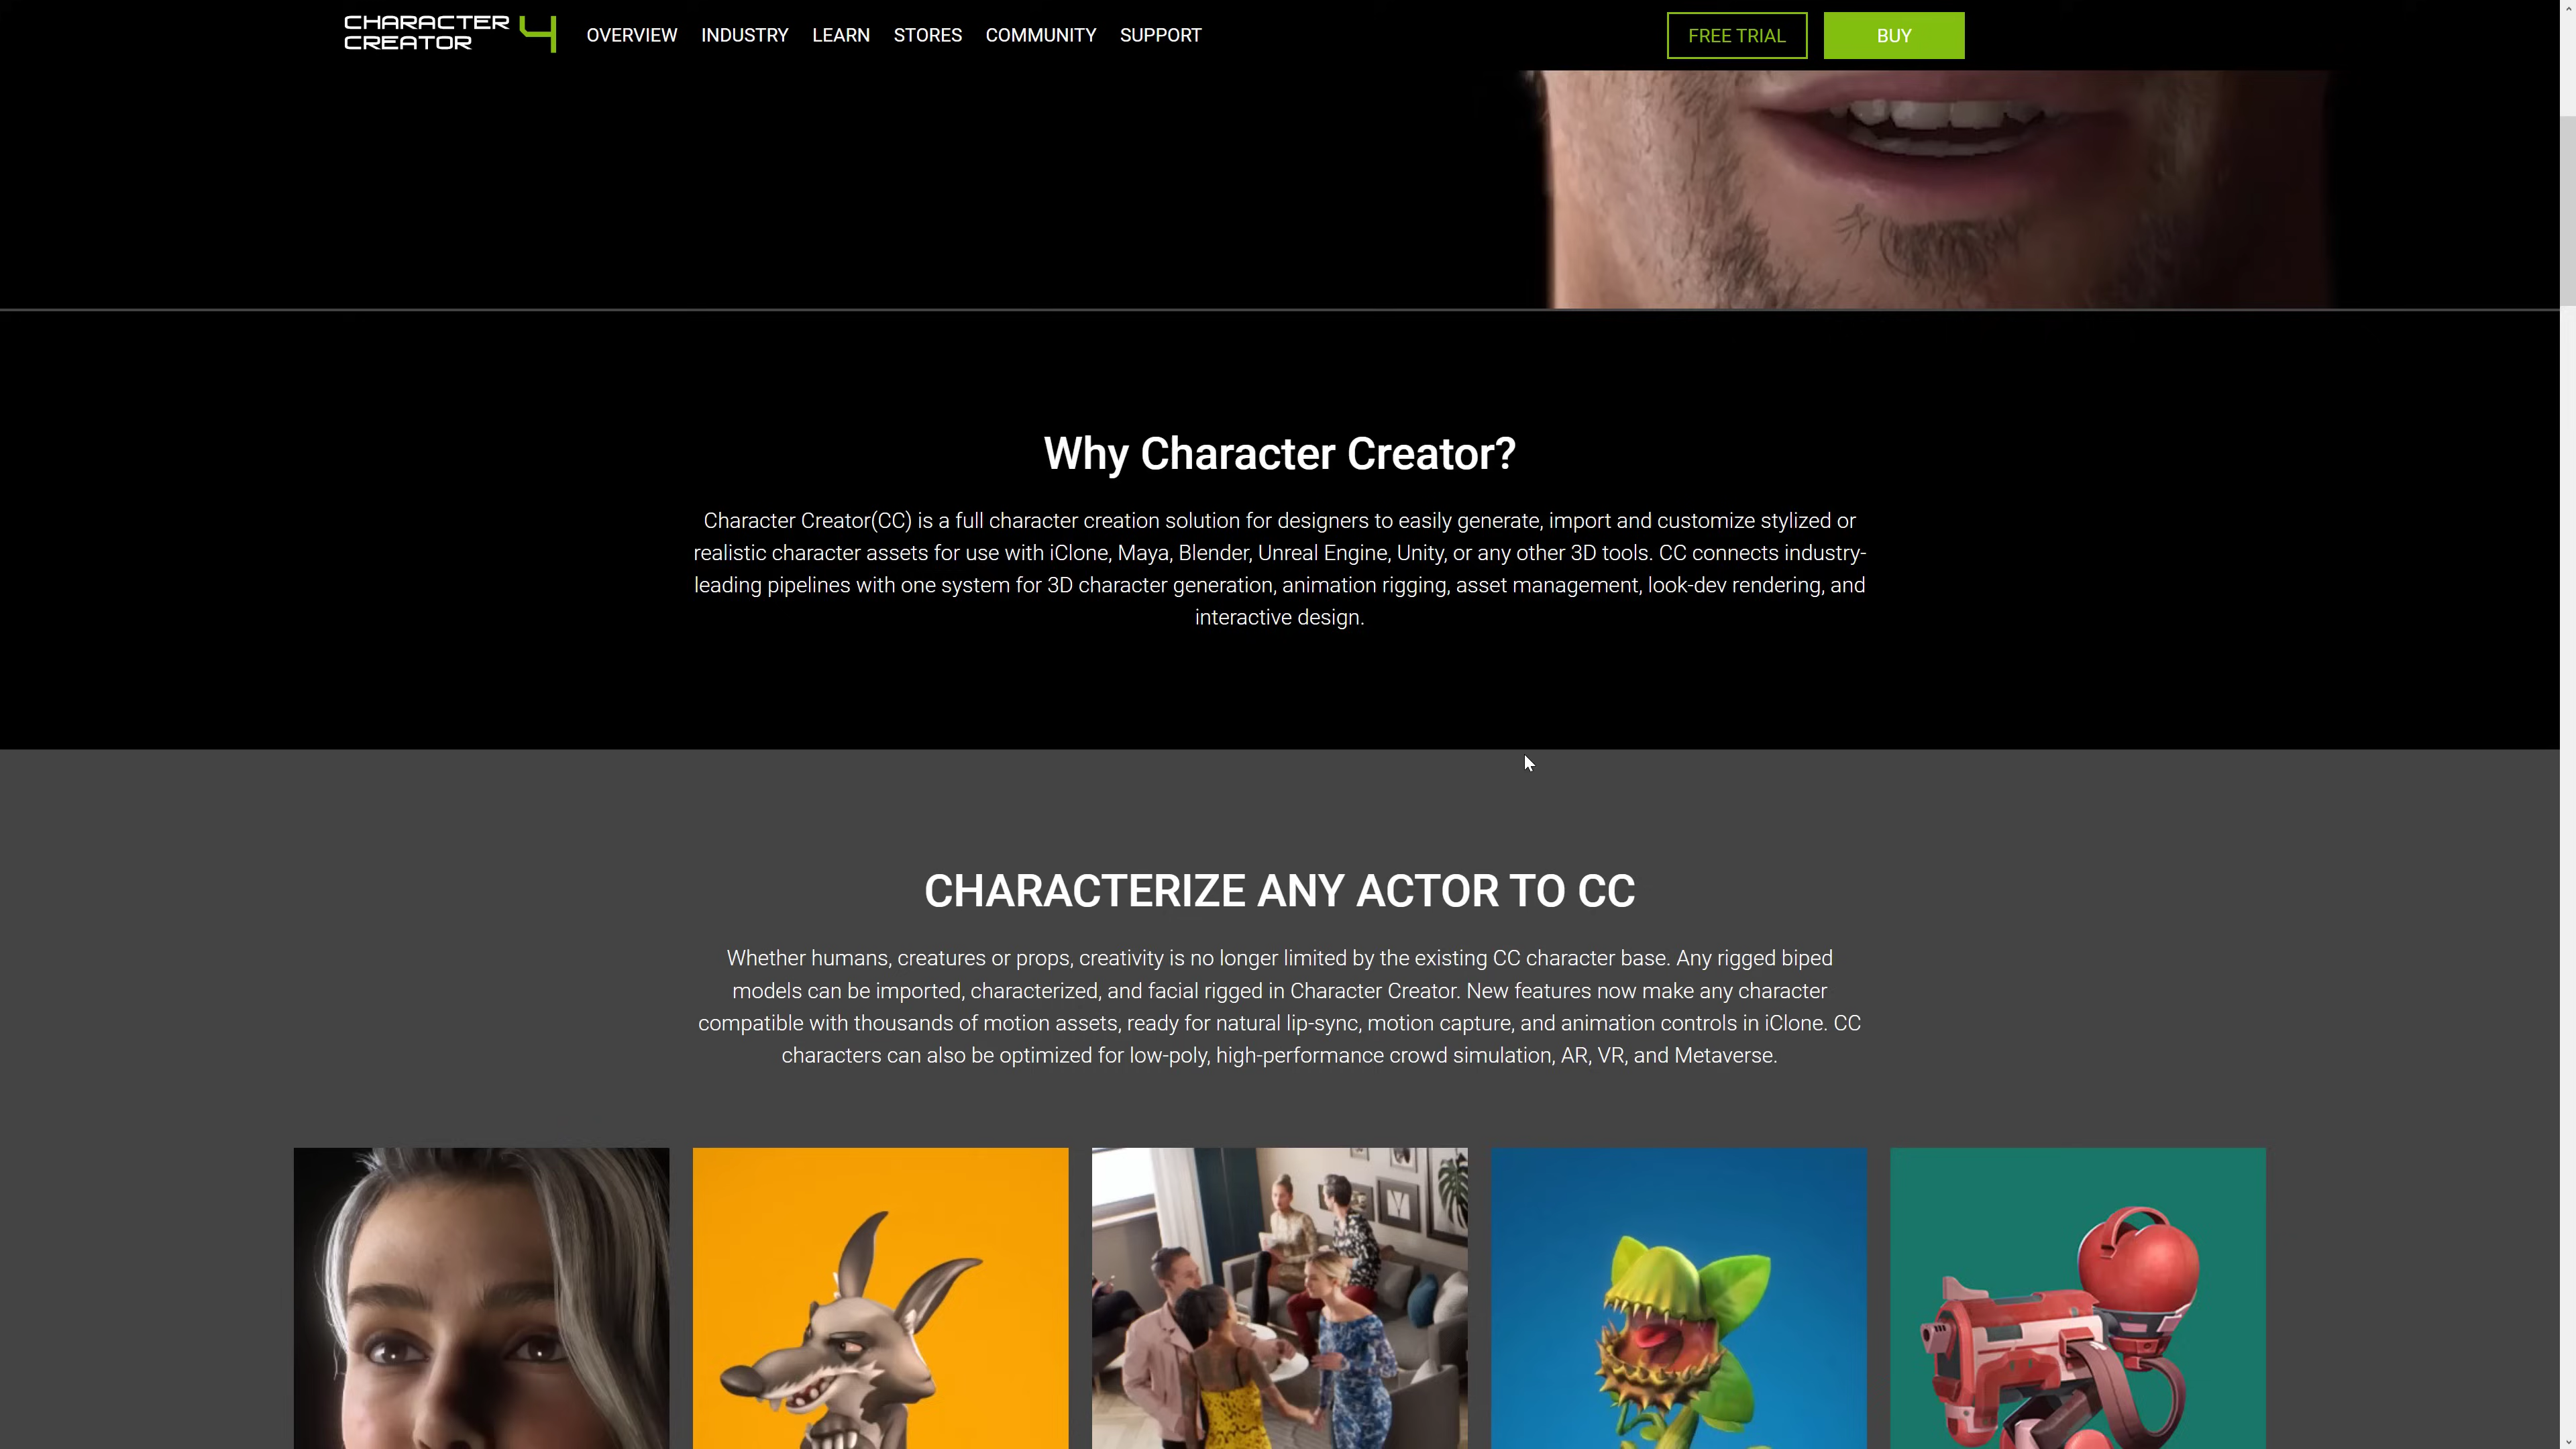 CHARACTER CREATOR 4
OVERVIEW
INDUSTRY
LEARN
STORES
COMMUNITY
SUPPORT
FREE TRIAL
BUY
Why Character Creator?
Character Creator(CC) is a full character creation solution for designers to easily generate, import and customize stylized or
realistic character assets for use with iClone, Maya, Blender, Unreal Engine, Unity, or any other 3D tools. CC connects industry-
leading pipelines with one system for 3D character generation, animation rigging, asset management, look-dev rendering, and
interactive design.
CHARACTERIZE ANY ACTOR TO CC
Whether humans, creatures or props, creativity is no longer limited by the existing CC character base. Any rigged biped
models can be imported, characterized, and facial rigged in Character Creator. New features now make any character
compatible with thousands of motion assets, ready for natural lip-sync, motion capture, and animation controls in iClone. CC
characters can also be optimized for low-poly, high-performance crowd simulation, AR, VR, and Metaverse.